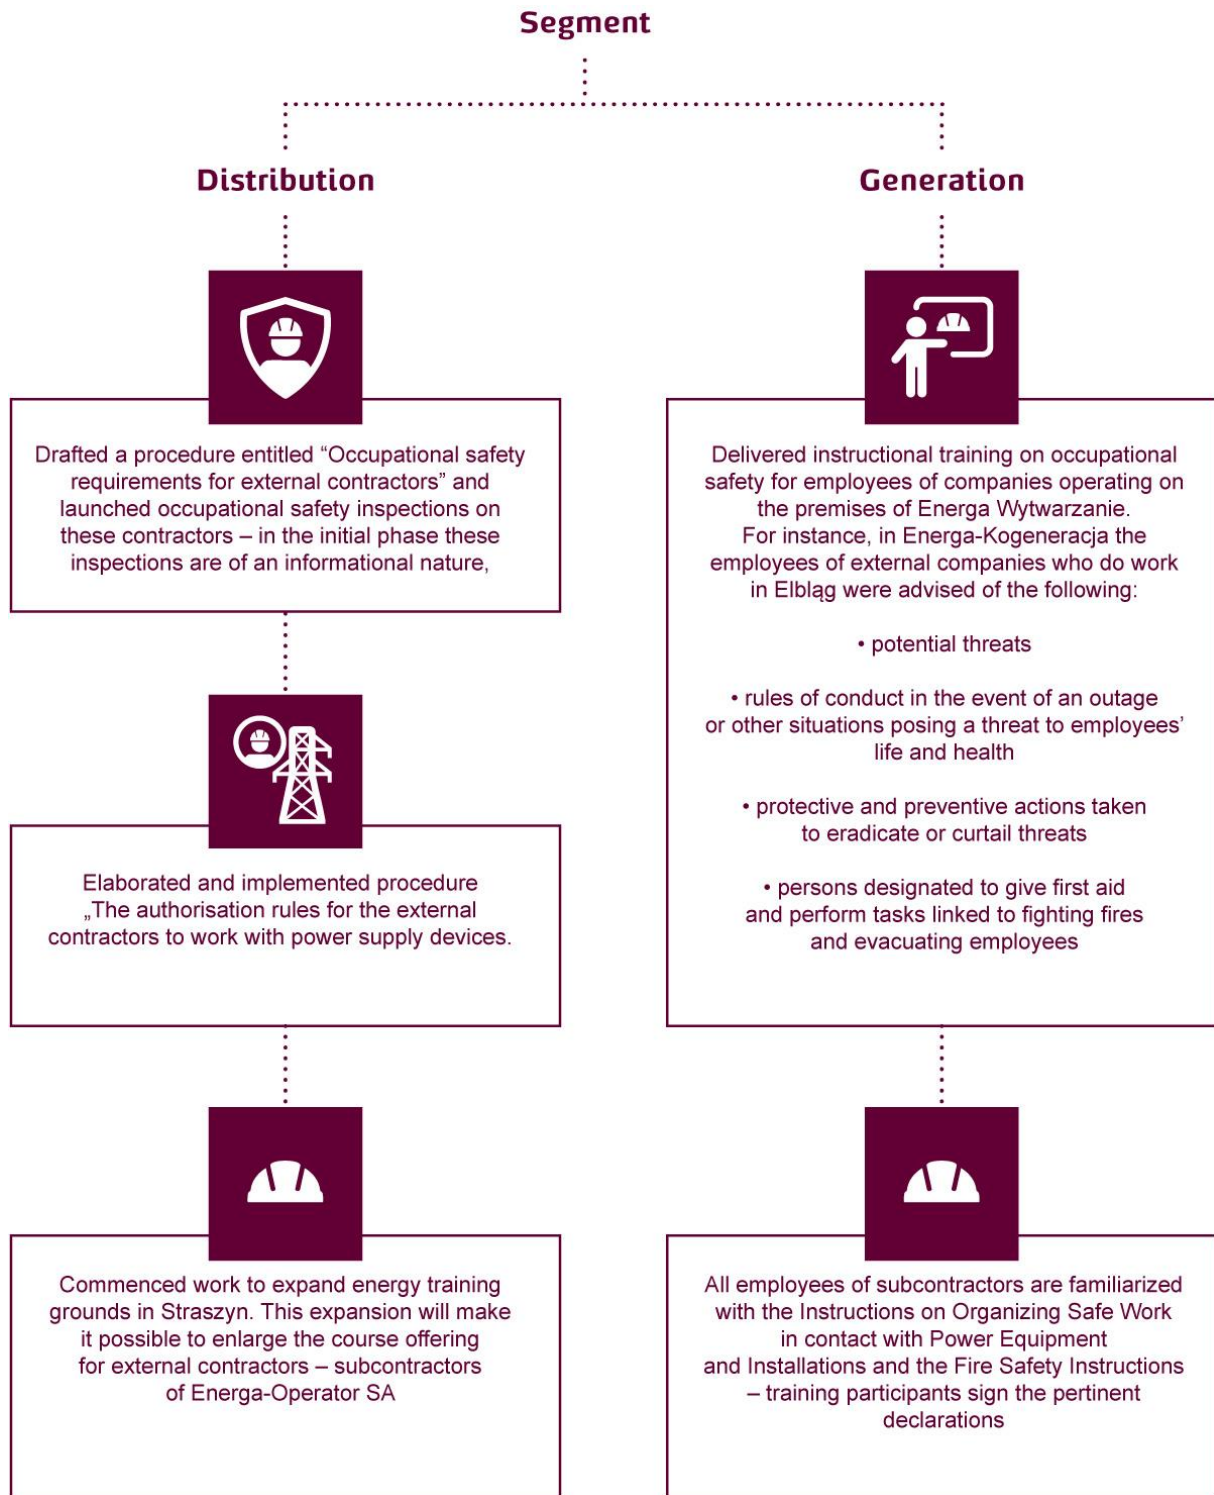 Segment
Distribution
Drafted a procedure entitled “Occupational safety
requirements for external contractors” and
launched occupational safety inspections on
these contractors – in the initial phase these
inspections are of an informational nature,
Elaborated and implemented procedure
„The authorisation rules for the external
contractors to work with power supply devices.
Commenced work to expand energy training
grounds in Straszyn. This expansion will make
it possible to enlarge the course offering
for external contractors – subcontractors
of Energa-Operator SA
Generation
Delivered instructional training on occupational
safety for employees of companies operating on
the premises of Energa Wytwarzanie.
For instance, in Energa-Kogeneracja the
employees of external companies who do work
in Elbląg were advised of the following:
• potential threats
• rules of conduct in the event of an outage
or other situations posing a threat to employees’
life and health
• protective and preventive actions taken
to eradicate or curtail threats
• persons designated to give first aid
and perform tasks linked to fighting fires
and evacuating employees
All employees of subcontractors are familiarized
with the Instructions on Organizing Safe Work
in contact with Power Equipment
and Installations and the Fire Safety Instructions
– training participants sign the pertinent
declarations